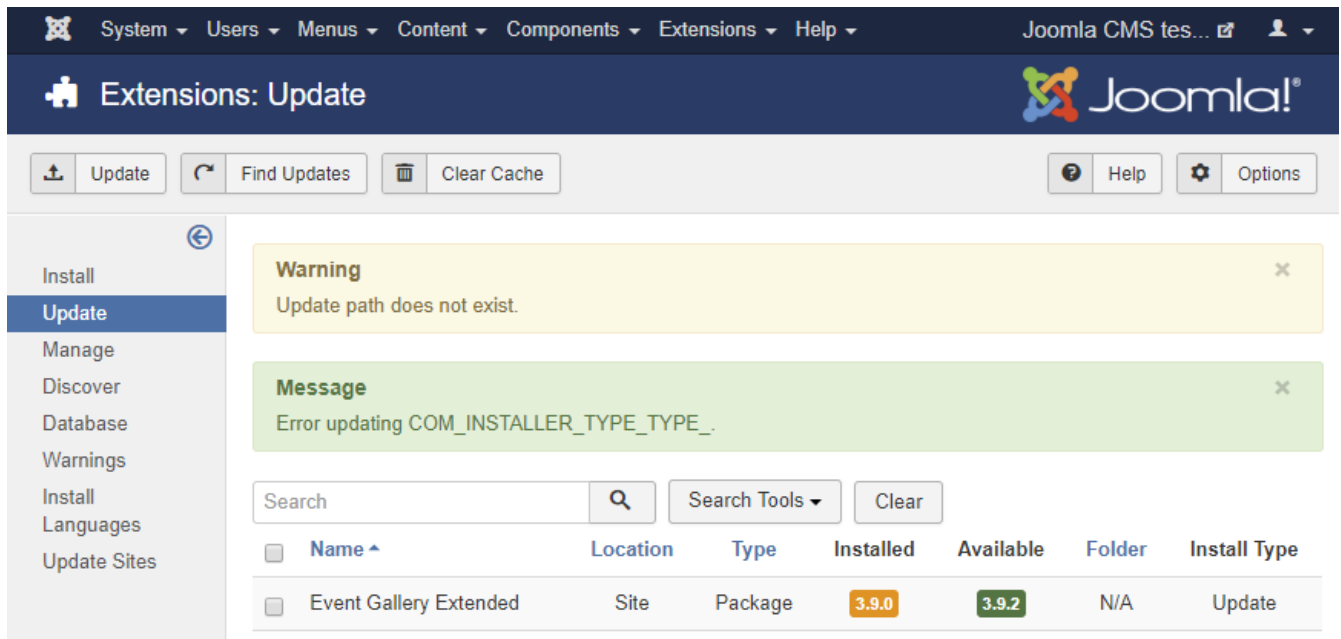 System Users Menus Content Components Extensions Help Joomla CMS tes...
Extensions: Update Joomla!®
Update Find Updates Clear Cache Help Options
Install
Update
Manage
Discover
Database
Warnings
Install
Languages
Update Sites
Warning ×
Update path does not exist.
Message ×
Error updating COM_INSTALLER_TYPE_TYPE_.
Search Search Tools Clear
Name Location Type Installed Available Folder Install Type
Event Gallery Extended Site Package 3.9.0 3.9.2 N/A Update